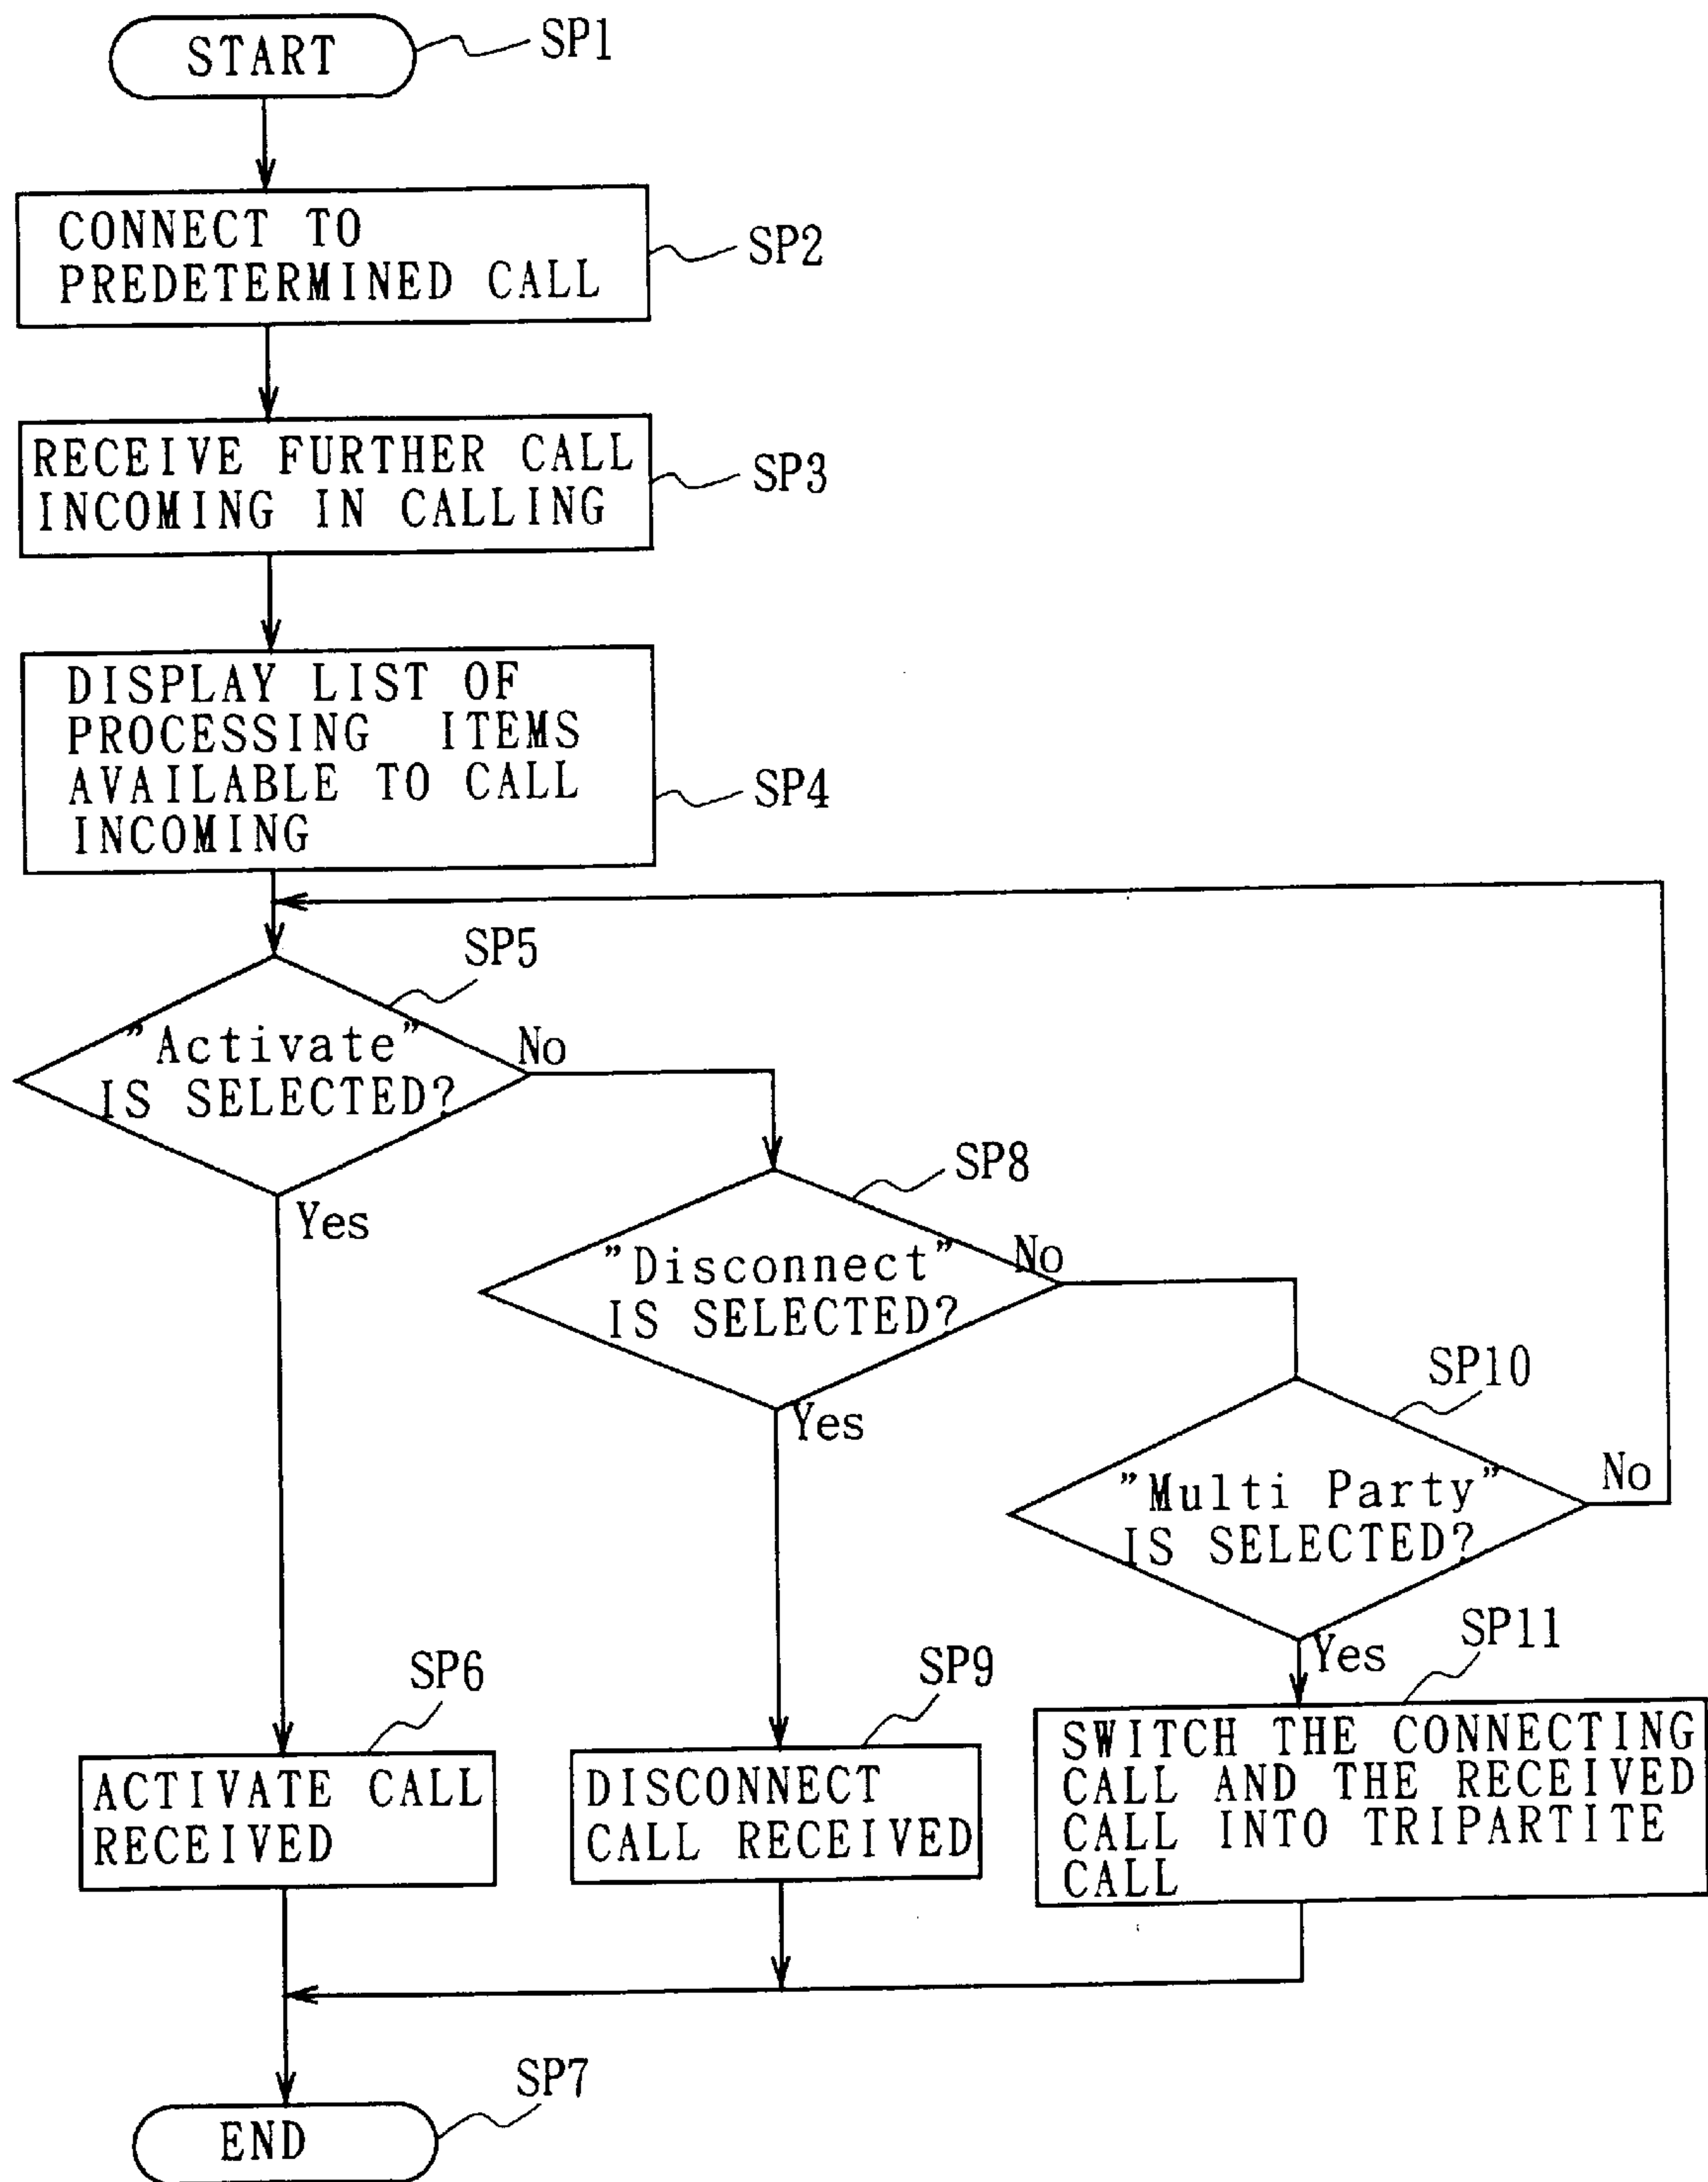 START
SP1
CONNECT TO
PREDETERMINED CALL
SP2
RECEIVE FURTHER CALL
INCOMING IN CALLING
SP3
DISPLAY LIST OF
PROCESSING ITEMS
AVAILABLE TO CALL
INCOMING
SP4
SP5
"Activate"
IS SELECTED?
No
Yes
SP8
"Disconnect"
IS SELECTED?
No
Yes
SP10
"Multi Party"
IS SELECTED?
No
Yes
SP6
ACTIVATE CALL
RECEIVED
SP9
DISCONNECT
CALL RECEIVED
SP11
SWITCH THE CONNECTING
CALL AND THE RECEIVED
CALL INTO TRIPARTITE
CALL
SP7
END